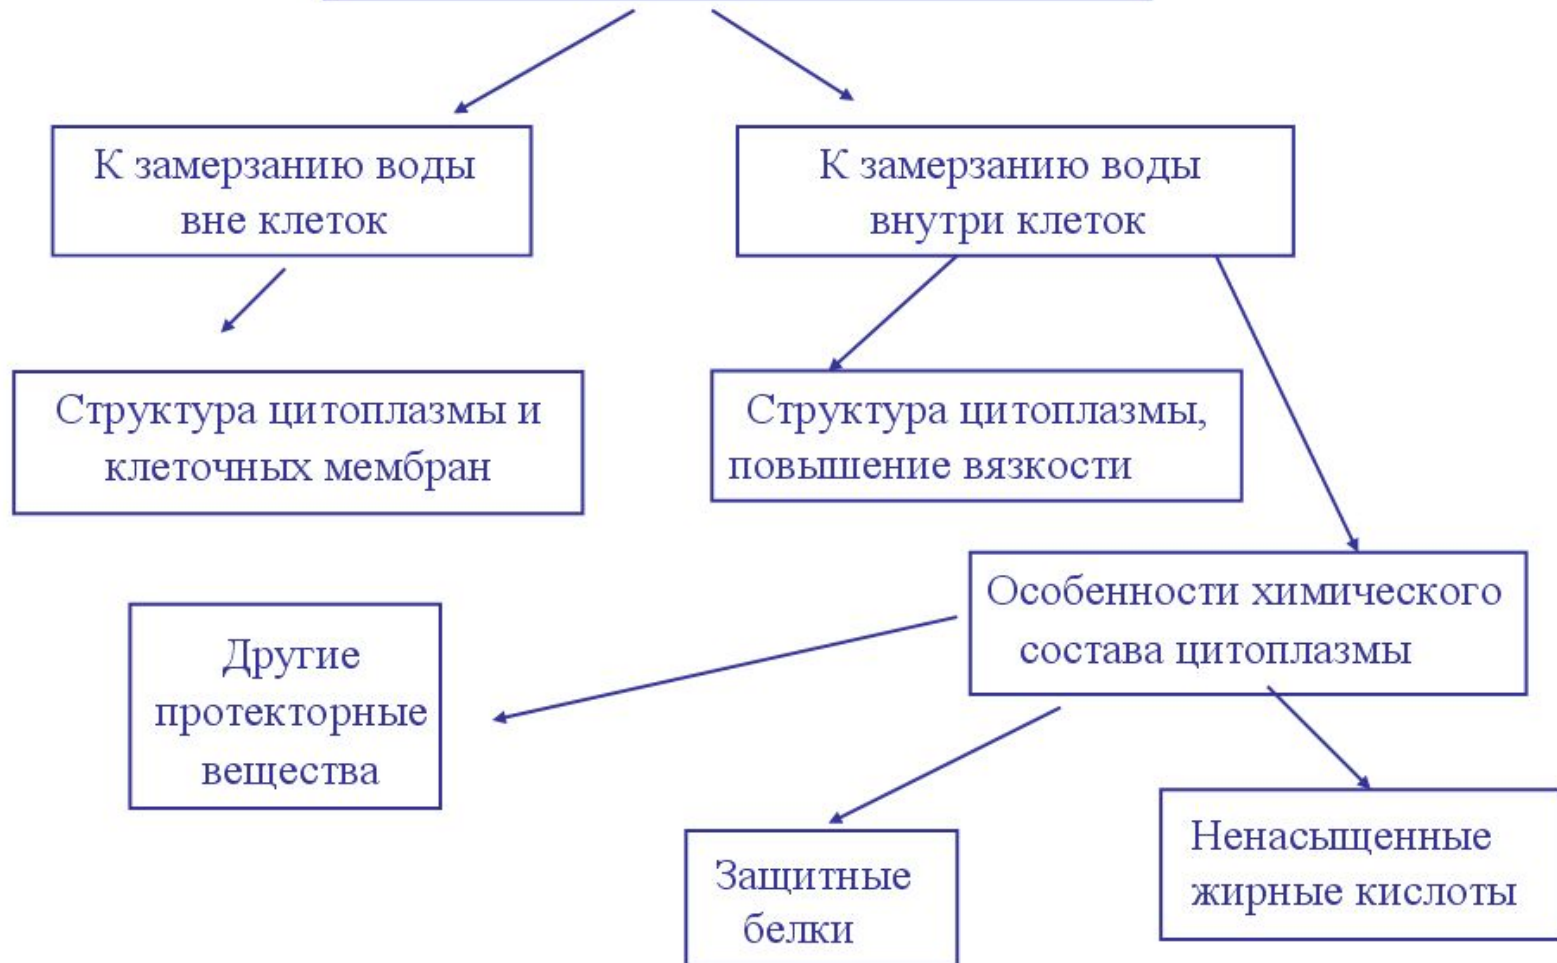 К замерзанию воды
вне клеток
К замерзанию воды
внутри клеток
Структура цитоплазмы и
клеточных мембран
Структура цитоплазмы,
повышение вязкости
Особенности химического
состава цитоплазмы
Другие
протекторные
вещества
Защитные
белки
Ненасыщенные
жирные кислоты